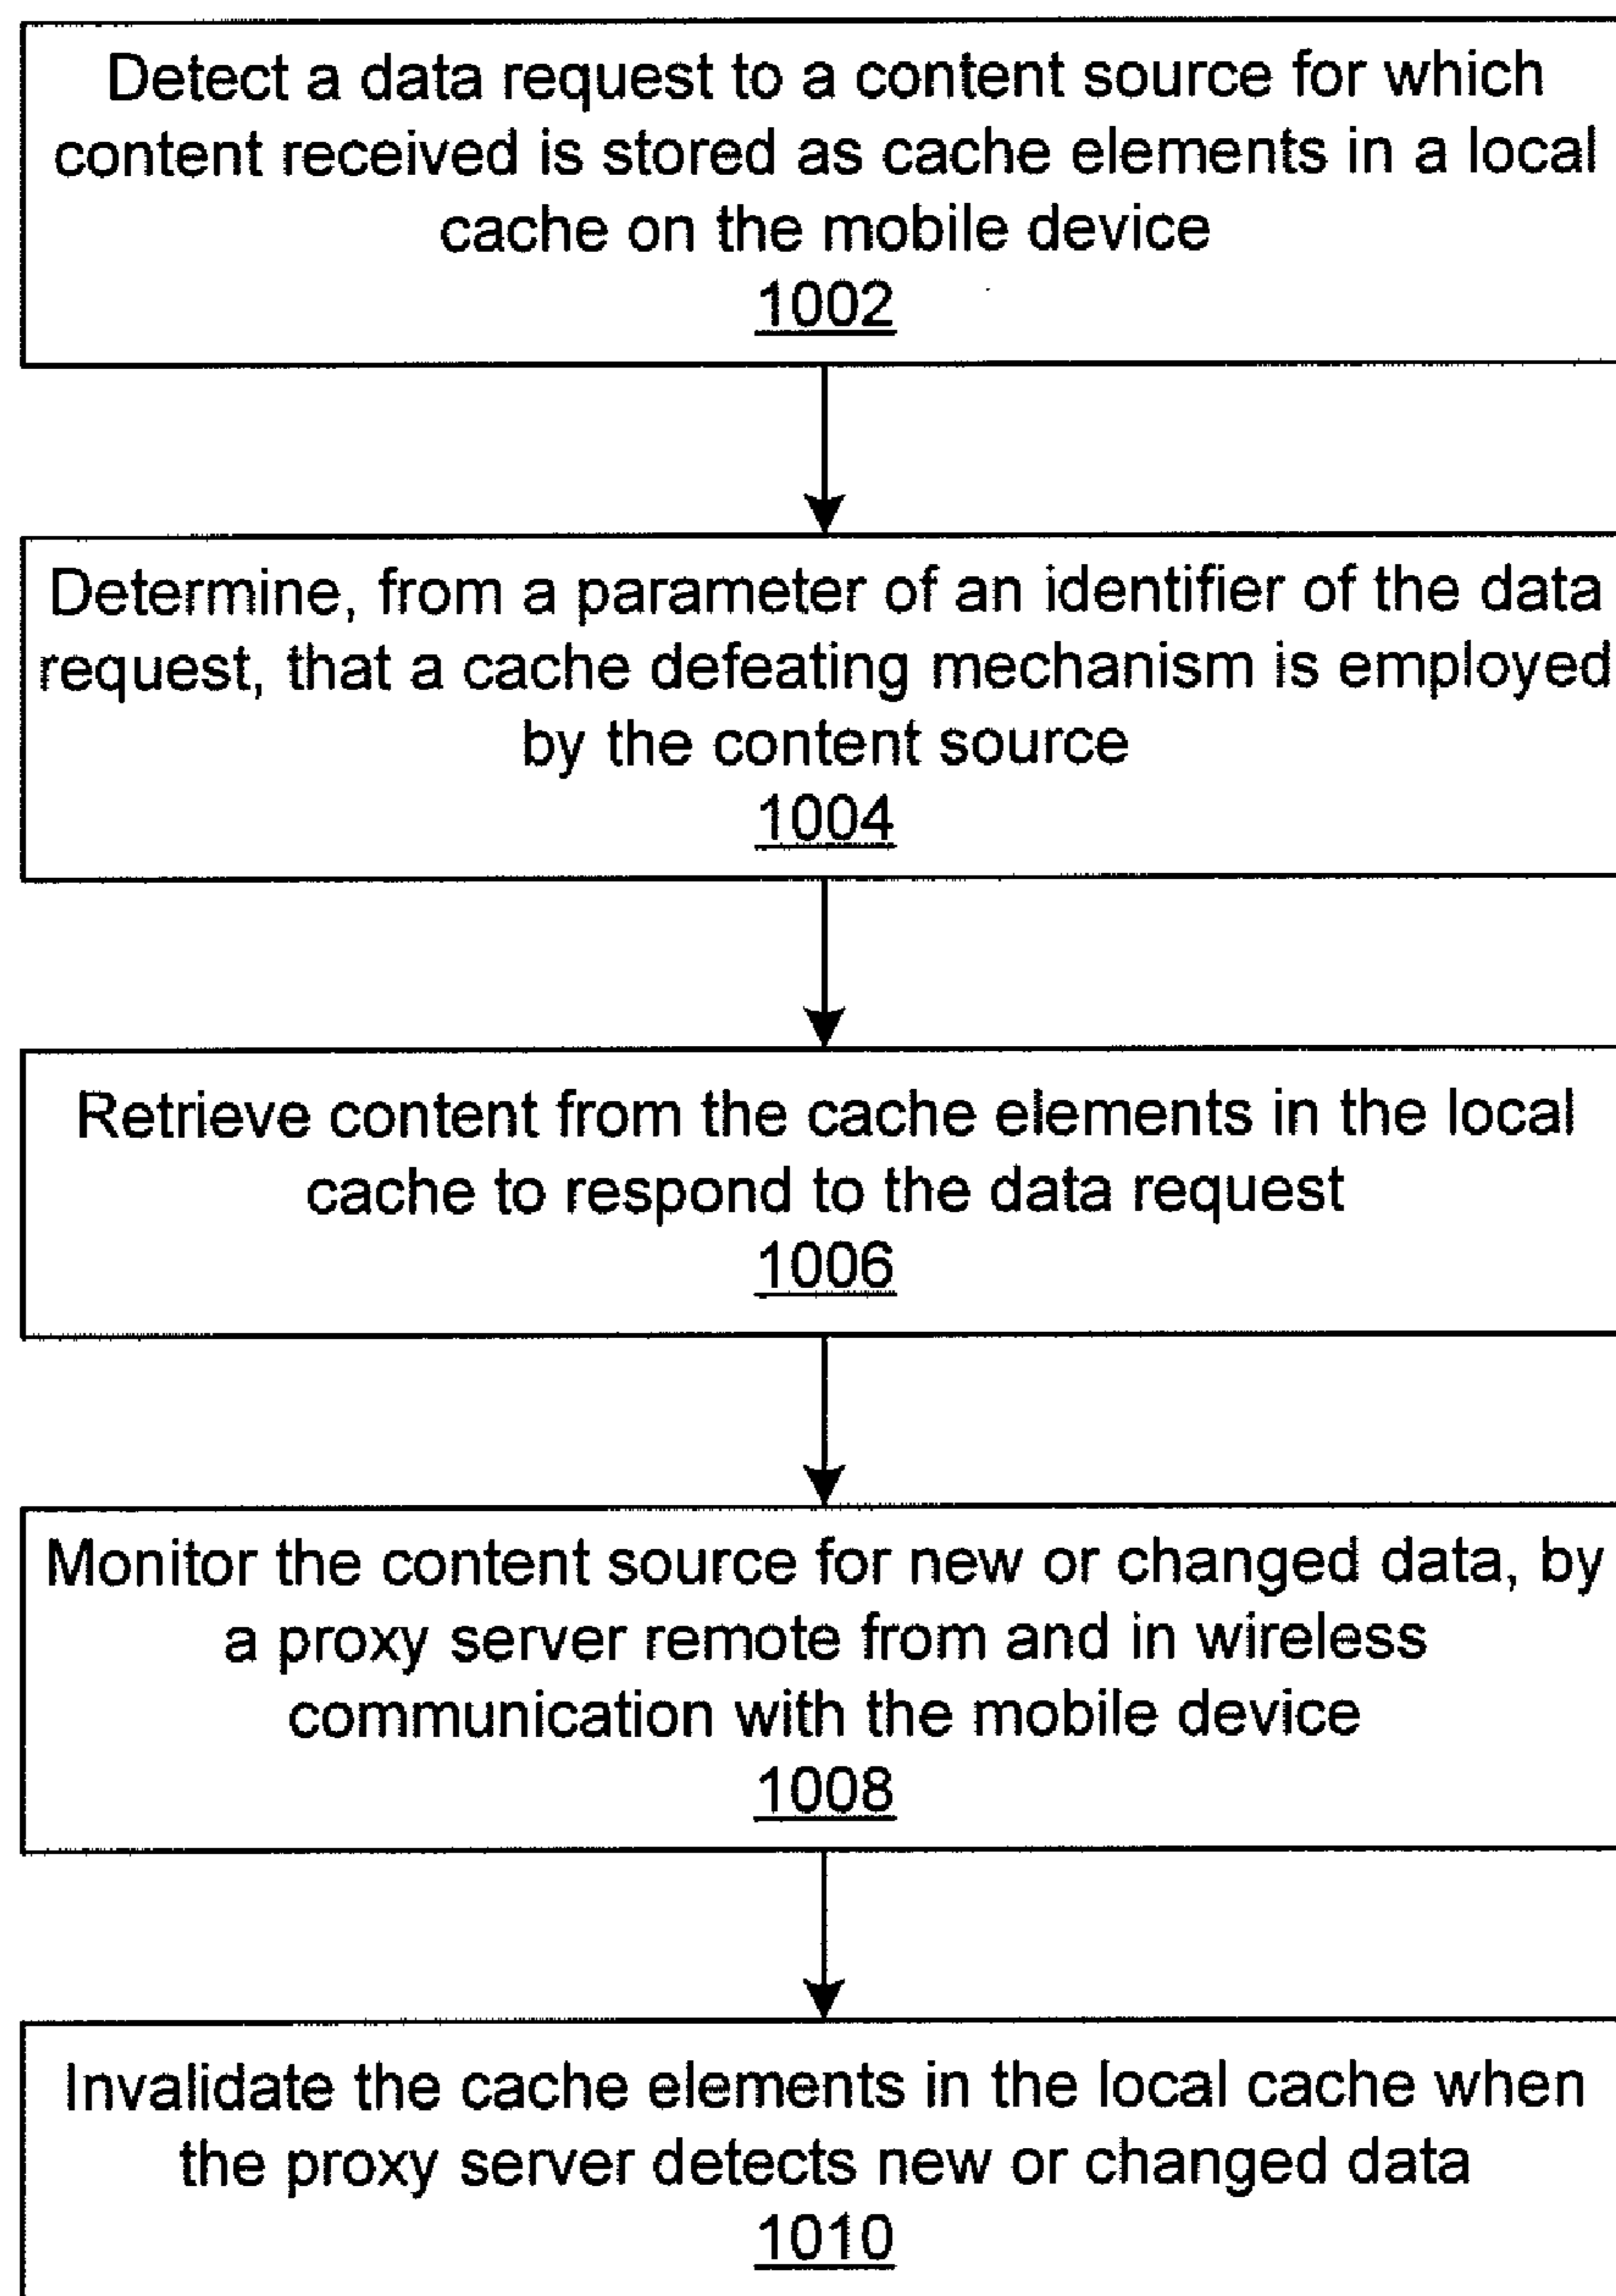 Detect a data request to a content source for which
content received is stored as cache elements in a local
cache on the mobile device
1002
Determine, from a parameter of an identifier of the data
request, that a cache defeating mechanism is employed
by the content source
1004
Retrieve content from the cache elements in the local
cache to respond to the data request
1006
Monitor the content source for new or changed data, by
a proxy server remote from and in wireless
communication with the mobile device
1008
Invalidate the cache elements in the local cache when
the proxy server detects new or changed data
1010